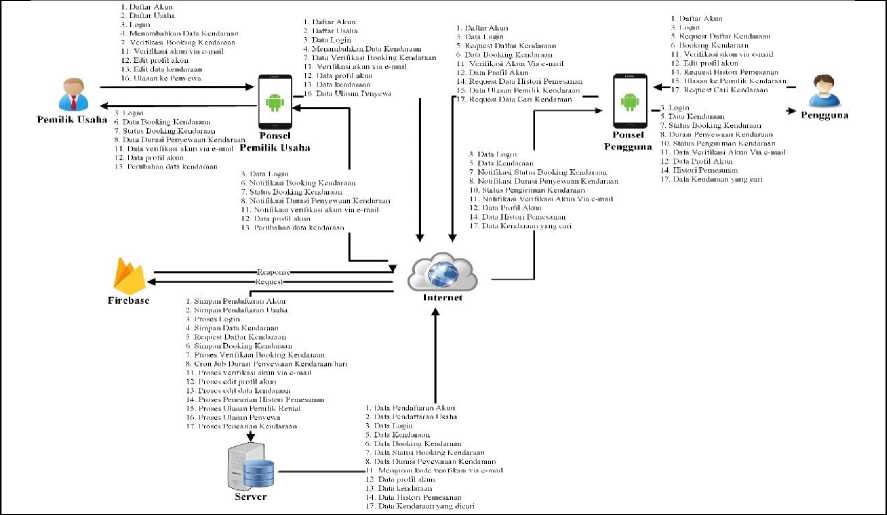 1. Daftar Akun
2. Daftar Usaha
3. Login
4. Menambahkan Data Kendaraan
7. Verifikasi Booking Kendaraan
11. Verifikasi akun via e-mail
12. Edit profil akun
13. Edit data kendaraan
16. Ulasan ke Penyewa
Pemilik Usaha
3. Login
6. Data Booking Kendaraan
7. Status Booking Kendaraan
8. Data Durasi Penyewaan Kendaraan
11. Data verifikasi akun via e-mail
12. Data profil akun
13. Perubahan data kendaraan
1. Daftar Akun
2. Daftar Usaha
3. Data Login
4. Menambahkan Data Kendaraan
7. Data Verifikasi Booking Kendaraan
11. Verifikasi akun via e-mail
12. Data profil akun
13. Data kendaraan
16. Data Ulasan Penyewa
Ponsel
Pemilik Usaha
3. Data Login
6. Notifikasi Booking Kendaraan
7. Status Booking Kendaraan
8. Notifikasi Durasi Penyewaan Kendaraan
11. Notifikasi verifikasi akun via e-mail
12. Data profil akun
13. Perubahan data kendaraan
1. Daftar Akun
3. Data Login
5. Request Daftar Kendaraan
6. Data Booking Kendaraan
11. Verifikasi Akun Via e-mail
12. Data Profil Akun
14. Request Data Histori Pemesanan
15. Data Ulasan Pemilik Kendaraan
17. Request Data Cari Kendaraan
Ponsel
Pengguna
1. Daftar Akun
3. Login
5. Request Daftar Kendaraan
6. Booking Kendaraan
11. Verifikasi akun via e-mail
12. Edit profil akun
14. Request Histori Pemesanan
15. Ulasan ke Pemilik Kendaraan
17. Request Cari Kendaraan
Pengguna
3. Login
5. Data Kendaraan
7. Status Booking Kendaraan
8. Durasi Penyewaan Kendaraan
10. Status Pengiriman Kendaraan
11. Data Verifikasi Akun Via e-mail
12. Data Profil Akun
14. Histori Pemesanan
17. Data Kendaraan yang cari
3. Data Login
5. Data Kendaraan
7. Notifikasi Status Booking Kendaraan
8. Notifikasi Durasi Penyewaan Kendaraan
10. Status Pengiriman Kendaraan
11. Notifikasi Verifikasi Akun Via e-mail
12. Data Profil Akun
14. Data Histori Pemesanan
17. Data Kendaraan yang cari
Firebase
Response
Request
Internet
1. Simpan Pendaftaran Akun
2. Simpan Pendaftaran Usaha
3. Proses Login
4. Simpan Data Kendaraan
5. Request Daftar Kendaraan
6. Simpan Booking Kendaraan
7. Proses Verifikasi Booking Kendaraan
8. Cron Job Durasi Penyewaan Kendaraan/hari
11. Proses verifikasi akun via e-mail
12. Proses edit profil akun
13. Proses edit data kendaraan
14. Proses Pencarian Histori Pemesanan
15. Proses Ulasan Pemilik Rental
16. Proses Ulasan Penyewa
17. Proses Pencarian Kendaraan
Server
1. Data Pendaftaran Akun
2. Data Pendaftaran Usaha
3. Data Login
5. Data Kendaraan
6. Data Booking Kendaraan
7. Data Status Booking Kendaraan
8. Data Durasi Peyewaan Kendaraan
11. Mengirim kode verifikasi via e-mail
12. Data profil akun
13. Data kendaraan
14. Data Histori Pemesanan
17. Data Kendaraan yang dicari